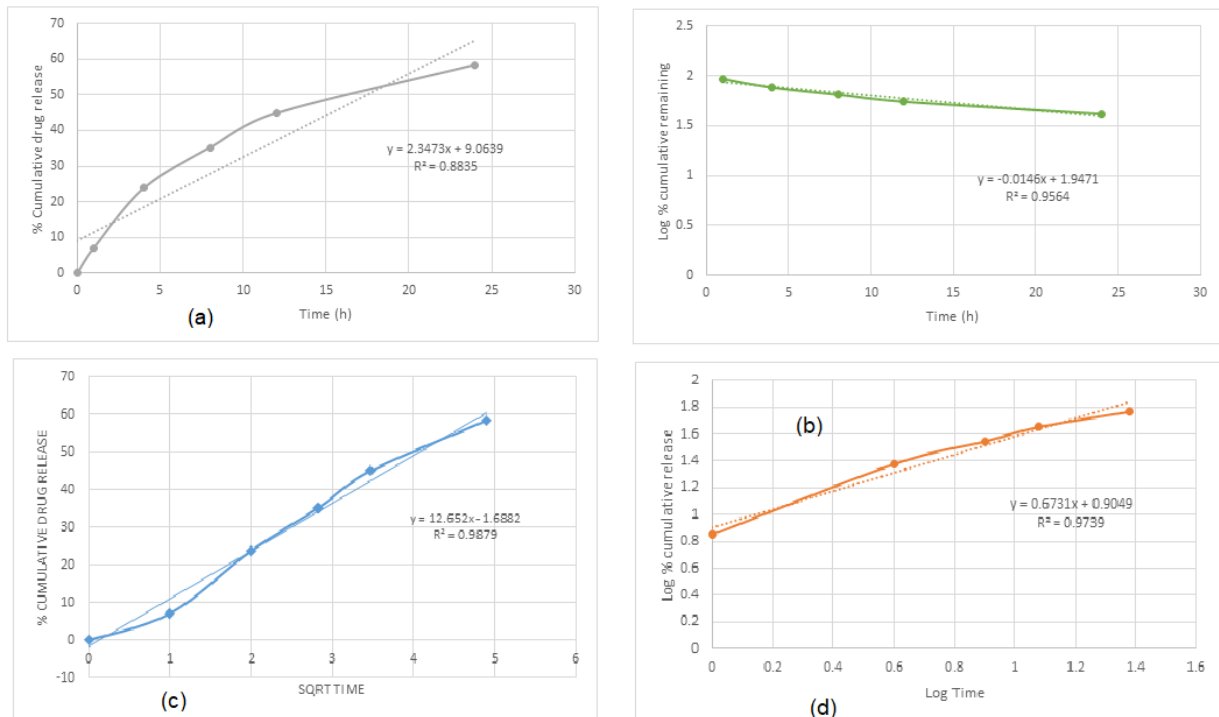 70
60
50
40
30
20
10
0
% Cumulative drug release
y = 2.3473x + 9.0639
R² = 0.8835
0 5 10 15 20 25 30
Time (h)
(a)
2.5
2
1.5
1
0.5
0
Log % cumulative remaining
y = -0.0146x + 1.9471
R² = 0.9564
0 5 10 15 20 25 30
Time (h)
70
60
50
40
30
20
10
0
-10
% CUMULATIVE DRUG RELEASE
y = 12.652x - 1.6882
R² = 0.9879
0 1 2 3 4 5 6
SQRT TIME
(c)
2
1.8
1.6
1.4
1.2
1
0.8
0.6
0.4
0.2
0
Log % cumulative release
(b)
y = 0.6731x + 0.9049
R² = 0.9739
0 0.2 0.4 0.6 0.8 1 1.2 1.4 1.6
Log Time
(d)